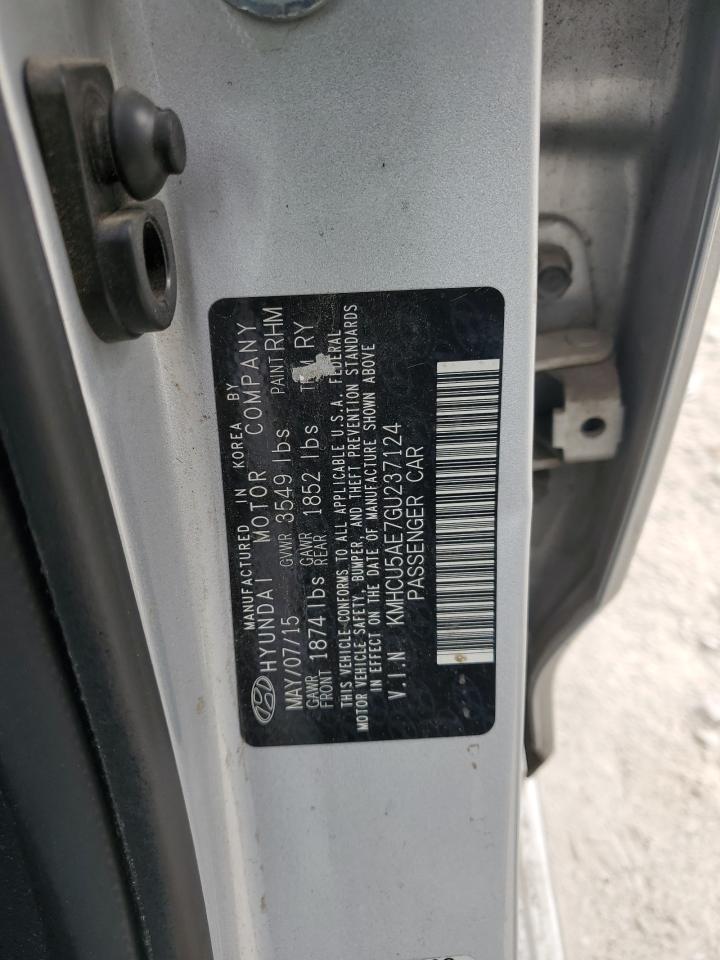 MANUFACTURED IN KOREA BY
HYUNDAI MOTOR COMPANY
MAY/07/15 GVWR 3549 lbs PAINT RHM
GAWR FRONT 1874 lbs GAWR REAR 1852 lbs RY
THIS VEHICLE CONFORMS TO ALL APPLICABLE U.S.A. FEDERAL
MOTOR VEHICLE SAFETY, BUMPER, AND THEFT PREVENTION STANDARDS
IN EFFECT ON THE DATE OF MANUFACTURE SHOWN ABOVE
V.I.N KMHCU5AE7GU237124
PASSENGER CAR